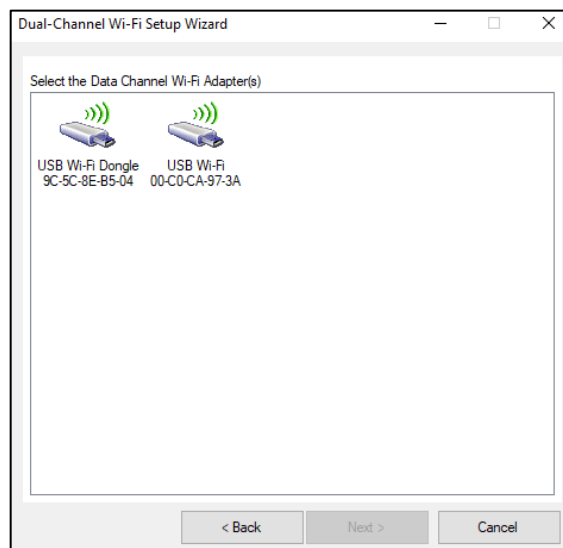 Dual-Channel Wi-Fi Setup Wizard
Select the Data Channel Wi-Fi Adapter(s)
USB Wi-Fi Dongle
9C-5C-8E-B5-04
USB Wi-Fi
00-C0-CA-97-3A
< Back
Next >
Cancel